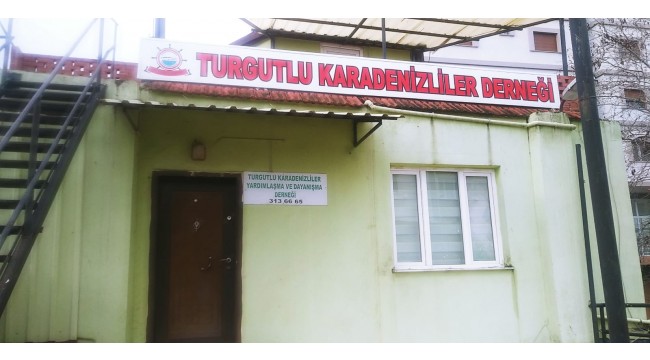 TURGUTLU KARADENİZLİLER DERNEĞİ
TURGUTLU KARADENİZLİLER
YARDIMLAŞMA VE DAYANIŞMA
DERNEĞİ
313 66 65